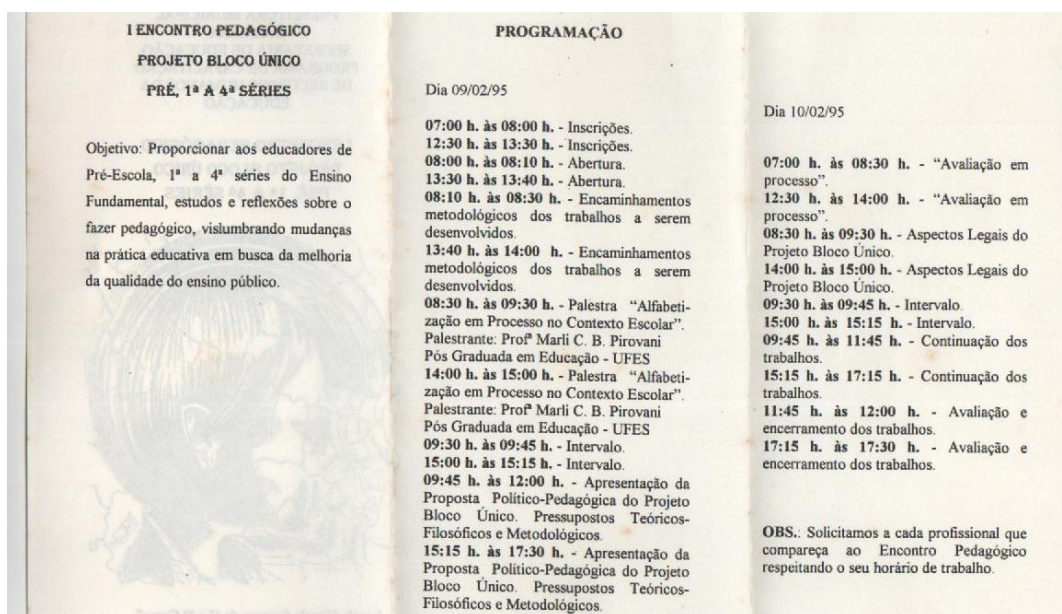 I ENCONTRO PEDAGÓGICO
PROJETO BLOCO ÚNICO
PRÉ, 1ª A 4ª SÉRIES
Objetivo: Proporcionar aos educadores de
Pré-Escola, 1ª a 4ª séries do Ensino
Fundamental, estudos e reflexões sobre o
fazer pedagógico, vislumbrando mudanças
na prática educativa em busca da melhoria
da qualidade do ensino público.
PROGRAMAÇÃO
Dia 09/02/95
07:00 h. às 08:00 h. - Inscrições.
12:30 h. às 13:30 h. - Inscrições.
08:00 h. às 08:10 h. - Abertura.
13:30 h. às 13:40 h. - Abertura.
08:10 h. às 08:30 h. - Encaminhamentos
metodológicos dos trabalhos a serem
desenvolvidos.
13:40 h. às 14:00 h. - Encaminhamentos
metodológicos dos trabalhos a serem
desenvolvidos.
08:30 h. às 09:30 h. - Palestra “Alfabeti-
zação em Processo no Contexto Escolar”.
Palestrante: Profª Marli C. B. Pirovani
Pós Graduada em Educação - UFES
14:00 h. às 15:00 h. - Palestra “Alfabeti-
zação em Processo no Contexto Escolar”.
Palestrante: Profª Marli C. B. Pirovani
Pós Graduada em Educação - UFES
09:30 h. às 09:45 h. - Intervalo.
15:00 h. às 15:15 h. - Intervalo.
09:45 h. às 12:00 h. - Apresentação da
Proposta Político-Pedagógica do Projeto
Bloco Único. Pressupostos Teóricos-
Filosóficos e Metodológicos.
15:15 h. às 17:30 h. - Apresentação da
Proposta Político-Pedagógica do Projeto
Bloco Único. Pressupostos Teóricos-
Filosóficos e Metodológicos.
Dia 10/02/95
07:00 h. às 08:30 h. - “Avaliação em
processo”.
12:30 h. às 14:00 h. - “Avaliação em
processo”.
08:30 h. às 09:30 h. - Aspectos Legais do
Projeto Bloco Único.
14:00 h. às 15:00 h. - Aspectos Legais do
Projeto Bloco Único.
09:30 h. às 09:45 h. - Intervalo.
15:00 h. às 15:15 h. - Intervalo.
09:45 h. às 11:45 h. - Continuação dos
trabalhos.
15:15 h. às 17:15 h. - Continuação dos
trabalhos.
11:45 h. às 12:00 h. - Avaliação e
encerramento dos trabalhos.
17:15 h. às 17:30 h. - Avaliação e
encerramento dos trabalhos.
OBS.: Solicitamos a cada profissional que
compareça ao Encontro Pedagógico
respeitando o seu horário de trabalho.